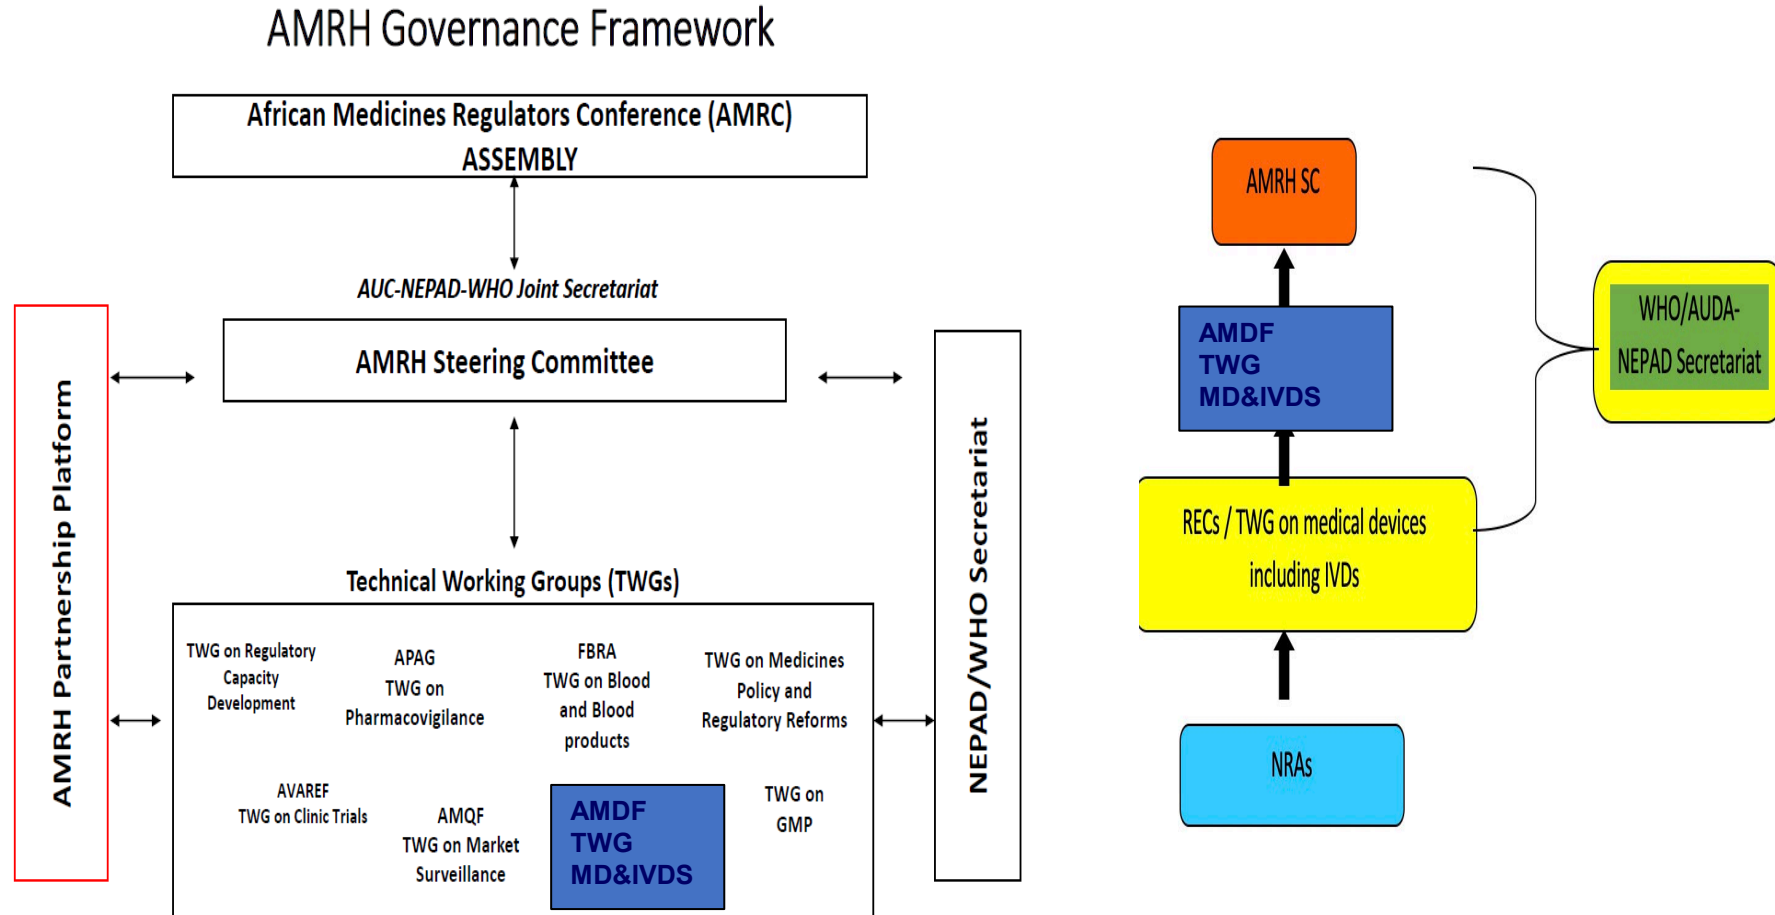 AMRH Governance Framework
African Medicines Regulators Conference (AMRC)
ASSEMBLY
AUC-NEPAD-WHO Joint Secretariat
AMRH Steering Committee
AMRH Partnership Platform
NEPAD/WHO Secretariat
Technical Working Groups (TWGs)
TWG on Regulatory
Capacity
Development
APAG
TWG on
Pharmacovigilance
FBRA
TWG on Blood
and Blood
products
TWG on Medicines
Policy and
Regulatory Reforms
AVAREF
TWG on Clinic Trials
AMQF
TWG on Market
Surveillance
AMDF
TWG
MD&IVDS
TWG on
GMP
AMRH SC
AMDF
TWG
MD&IVDS
RECs / TWG on medical devices
including IVDs
NRAs
WHO/AUDA-
NEPAD Secretariat